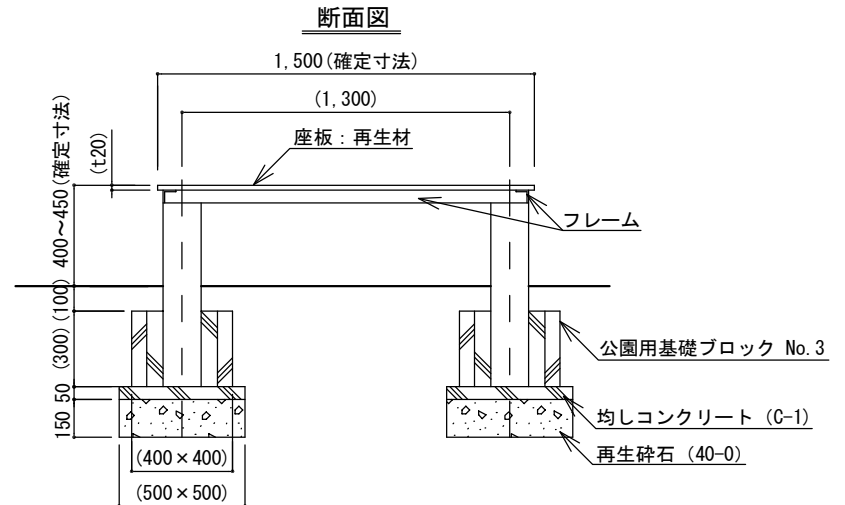 断面図
1,500(確定寸法)
(1,300)
座板：再生材
(t20)
400～450(確定寸法)
フレーム
(100)
(300)
公園用基礎ブロック No.3
50
均しコンクリート (C-1)
150
再生砕石 (40-0)
(400×400)
(500×500)